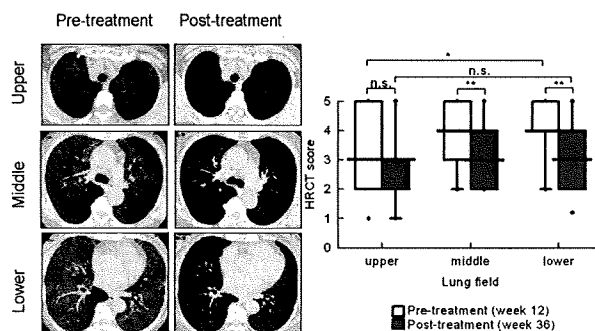 Pre-treatment Post-treatment
Upper
Middle
Lower
*
n.s.
n.s. ** **
HRCT score
5
4
3
2
1
0
upper middle lower
Lung field
Pre-treatment (week 12)
Post-treatment (week 36)